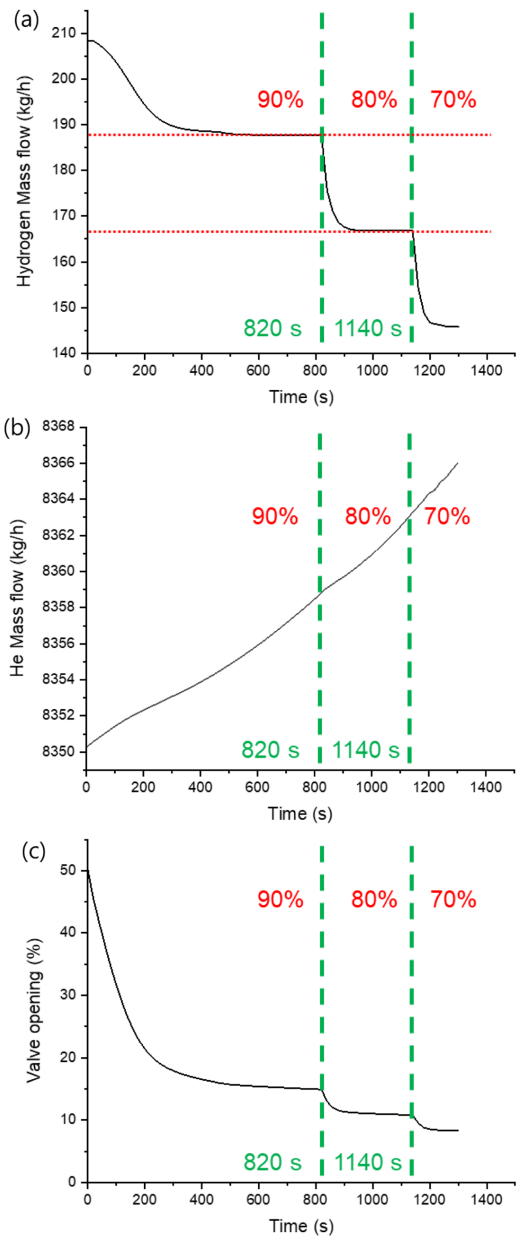 (a)
210
200
190
180
170
160
150
140
Hydrogen Mass flow (kg/h)
90% 80% 70%
820 s 1140 s
0 200 400 600 800 1000 1200 1400
Time (s)
(b)
8368
8366
8364
8362
8360
8358
8356
8354
8352
8350
He Mass flow (kg/h)
90% 80% 70%
820 s 1140 s
0 200 400 600 800 1000 1200 1400
Time (s)
(c)
50
40
30
20
10
0
Valve opening (%)
90% 80% 70%
820 s 1140 s
0 200 400 600 800 1000 1200 1400
Time (s)